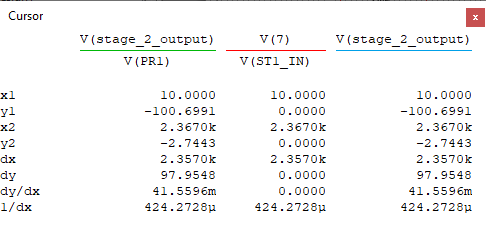 Cursor x
V(stage_2_output) V(7) V(stage_2_output)
V(PR1) V(ST1_IN)
x1 10.0000 10.0000 10.0000
y1 -100.6991 0.0000 -100.6991
x2 2.3670k 2.3670k 2.3670k
y2 -2.7443 0.0000 -2.7443
dx 2.3570k 2.3570k 2.3570k
dy 97.9548 0.0000 97.9548
dy/dx 41.5596m 0.0000 41.5596m
1/dx 424.2728µ 424.2728µ 424.2728µ